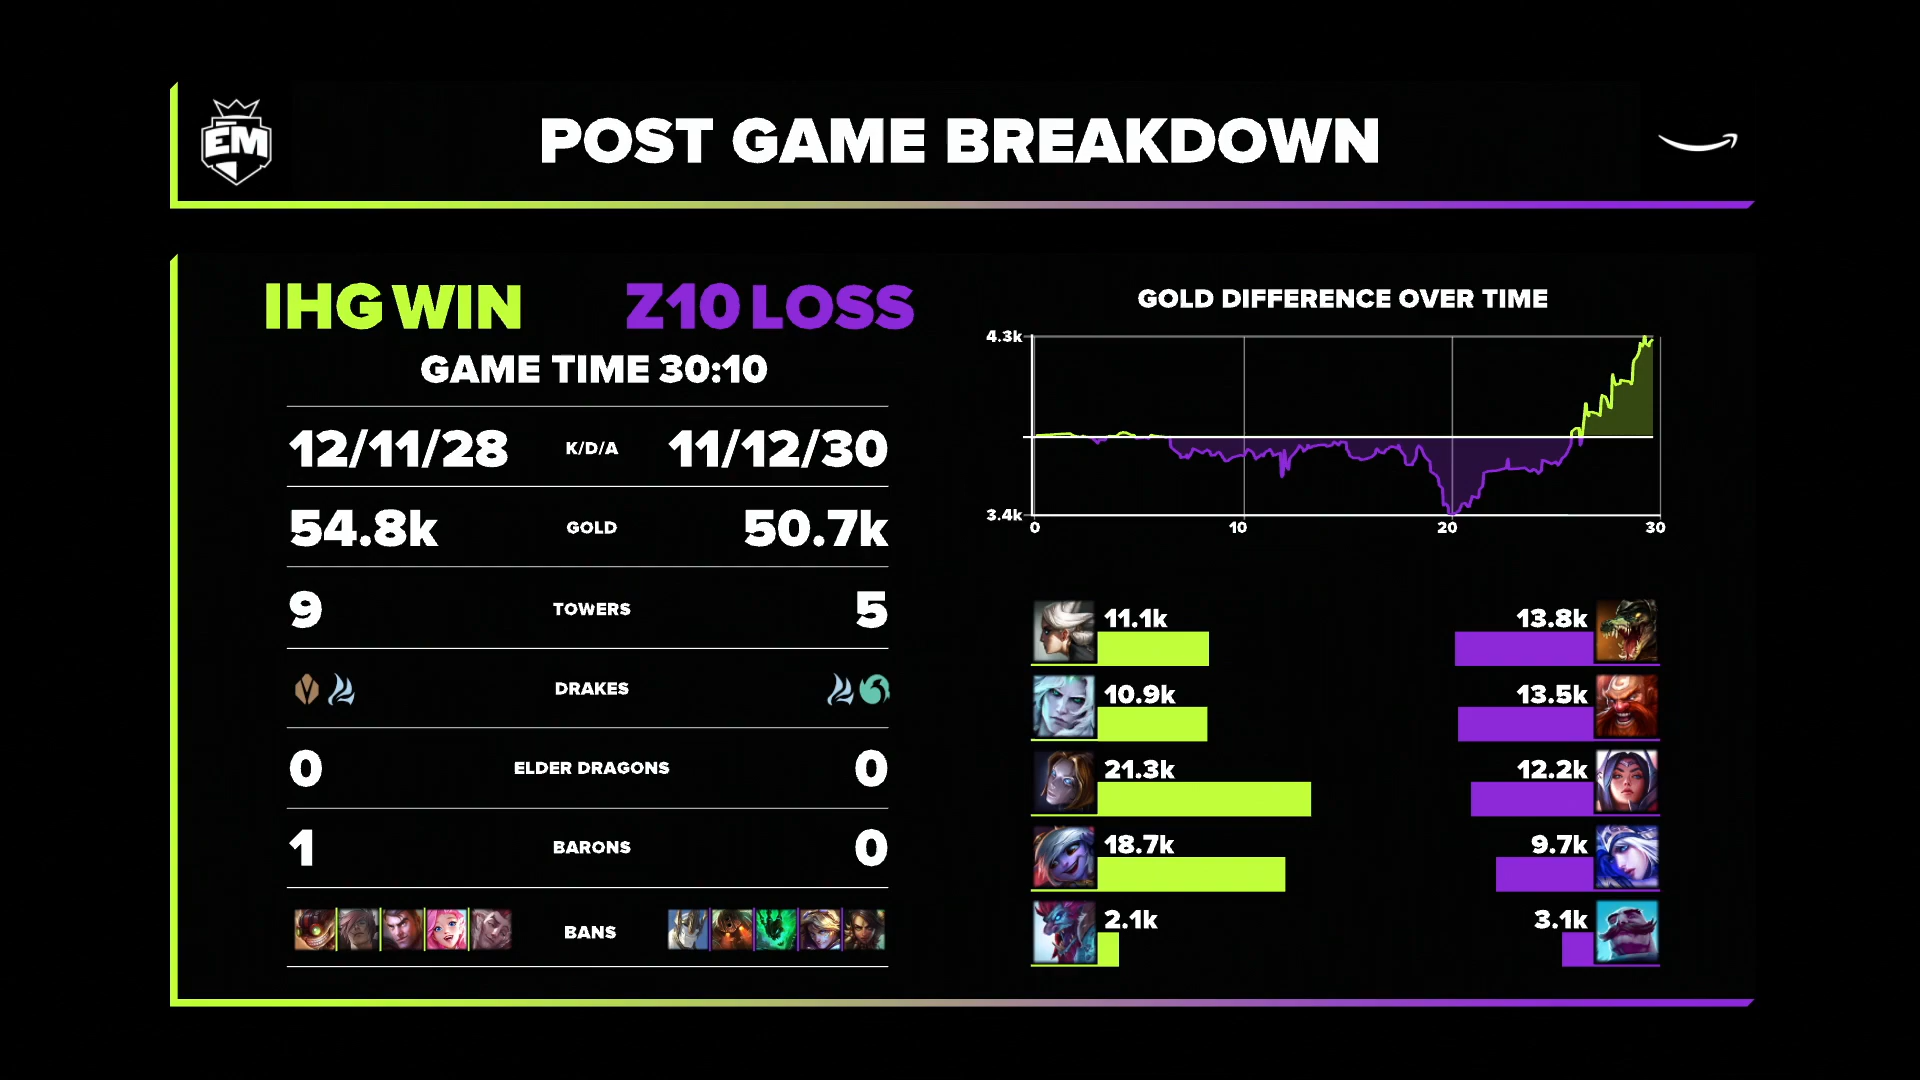 EM
POST GAME BREAKDOWN
IHG WIN
Z10 LOSS
GAME TIME 30:10
12/11/28 K/D/A 11/12/30
54.8k GOLD 50.7k
9 TOWERS 5
DRAKES
0 ELDER DRAGONS 0
1 BARONS 0
BANS
GOLD DIFFERENCE OVER TIME
4.3k
3.4k
0 10 20 30
11.1k 13.8k
10.9k 13.5k
21.3k 12.2k
18.7k 9.7k
2.1k 3.1k